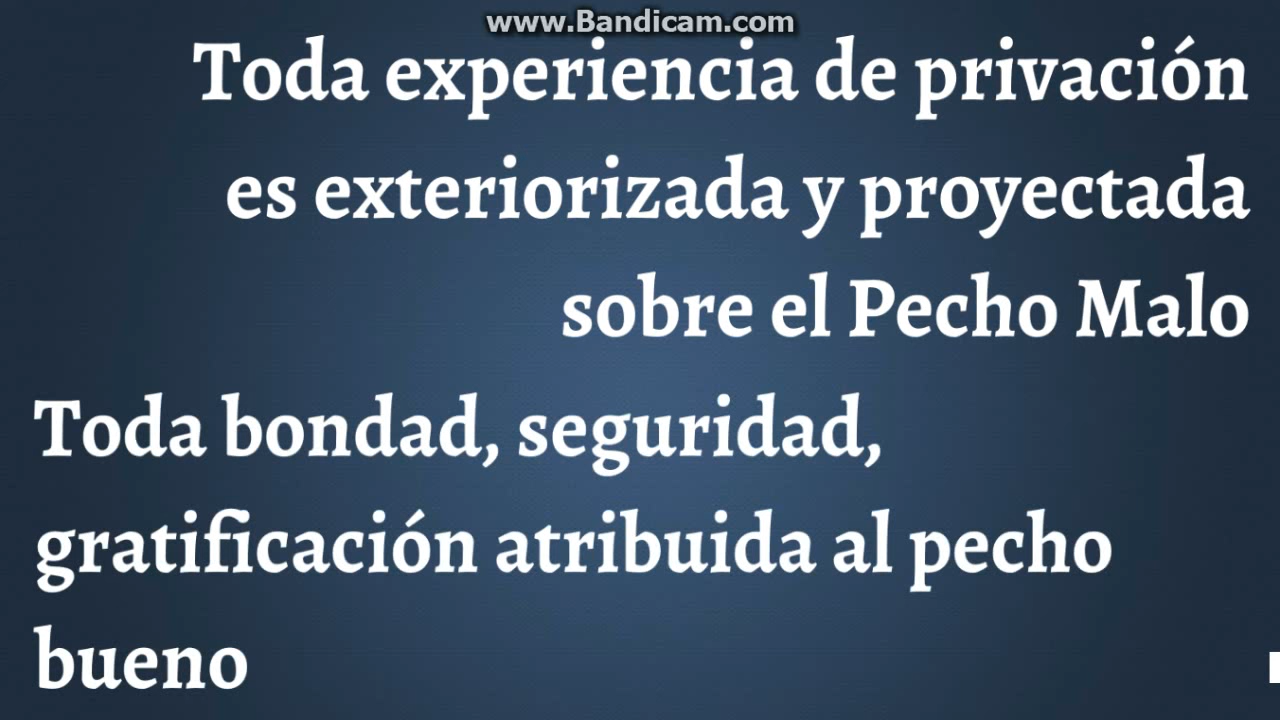 www.Bandicam.com
Toda experiencia de privación
es exteriorizada y proyectada
sobre el Pecho Malo
Toda bondad, seguridad,
gratificación atribuida al pecho
bueno